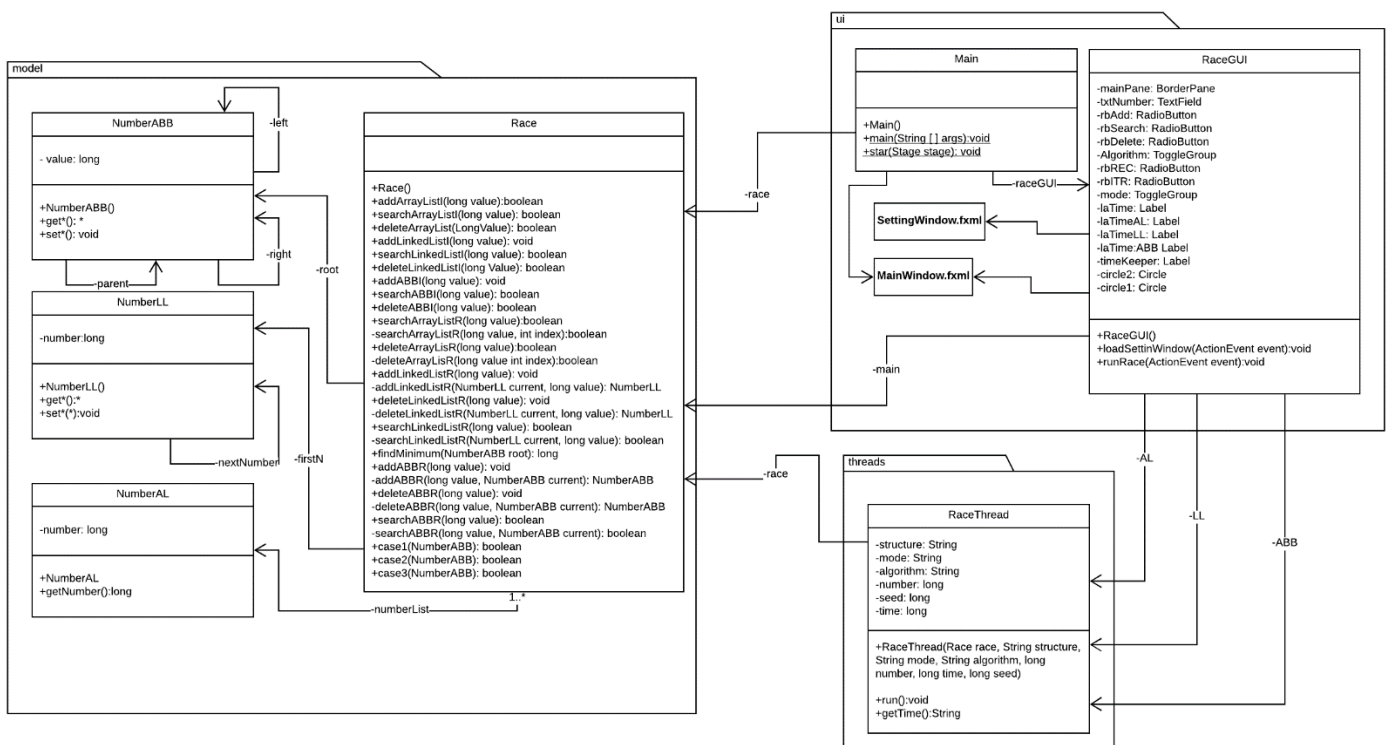 model
NumberABB
- value: long
+NumberABB()
+get*(): *
+set*(): void
-left
-right
-parent
NumberLL
-number:long
+NumberLL()
+get*():*
+set*(*):void
-nextNumber
NumberAL
-number: long
+NumberAL
+getNumber():long
-root
-firstN
-numberList
1..*
Race
+Race()
+addArrayListI(long value):boolean
+searchArrayListI(long value): boolean
+deleteArrayList(LongValue): boolean
+addLinkedListI(long value): void
+searchLinkedListI(long value): boolean
+deleteLinkedListI(long Value): boolean
+addABBI(long value): void
+searchABBI(long value): boolean
+deleteABBI(long value): boolean
+searchArrayListR(long value):boolean
-searchArrayListR(long value, int index):boolean
+deleteArrayLisR(long value):boolean
-deleteArrayLisR(long value int index):boolean
+addLinkedListR(long value): void
-addLinkedListR(NumberLL current, long value): NumberLL
+deleteLinkedListR(long value): void
-deleteLinkedListR(NumberLL current, long value): NumberLL
+searchLinkedListR(long value): boolean
-searchLinkedListR(NumberLL current, long value): boolean
+findMinimum(NumberABB root): long
+addABBR(long value): void
-addABBR(long value, NumberABB current): NumberABB
+deleteABBR(long value): void
-deleteABBR(long value, NumberABB current): NumberABB
+searchABBR(long value): boolean
-searchABBR(long value, NumberABB current): boolean
+case1(NumberABB): boolean
+case2(NumberABB): boolean
+case3(NumberABB): boolean
-race
-main
-race
ui
Main
+Main()
+main(String [ ] args):void
+star(Stage stage): void
-raceGUI
SettingWindow.fxml
MainWindow.fxml
RaceGUI
-mainPane: BorderPane
-txtNumber: TextField
-rbAdd: RadioButton
-rbSearch: RadioButton
-rbDelete: RadioButton
-Algorithm: ToggleGroup
-rbREC: RadioButton
-rbITR: RadioButton
-mode: ToggleGroup
-laTime: Label
-laTimeAL: Label
-laTimeLL: Label
-laTime:ABB Label
-timeKeeper: Label
-circle2: Circle
-circle1: Circle
+RaceGUI()
+loadSettinWindow(ActionEvent event):void
+runRace(ActionEvent event):void
-AL
-LL
-ABB
threads
RaceThread
-structure: String
-mode: String
-algorithm: String
-number: long
-seed: long
-time: long
+RaceThread(Race race, String structure,
String mode, String algorithm, long
number, long time, long seed)
+run():void
+getTime():String